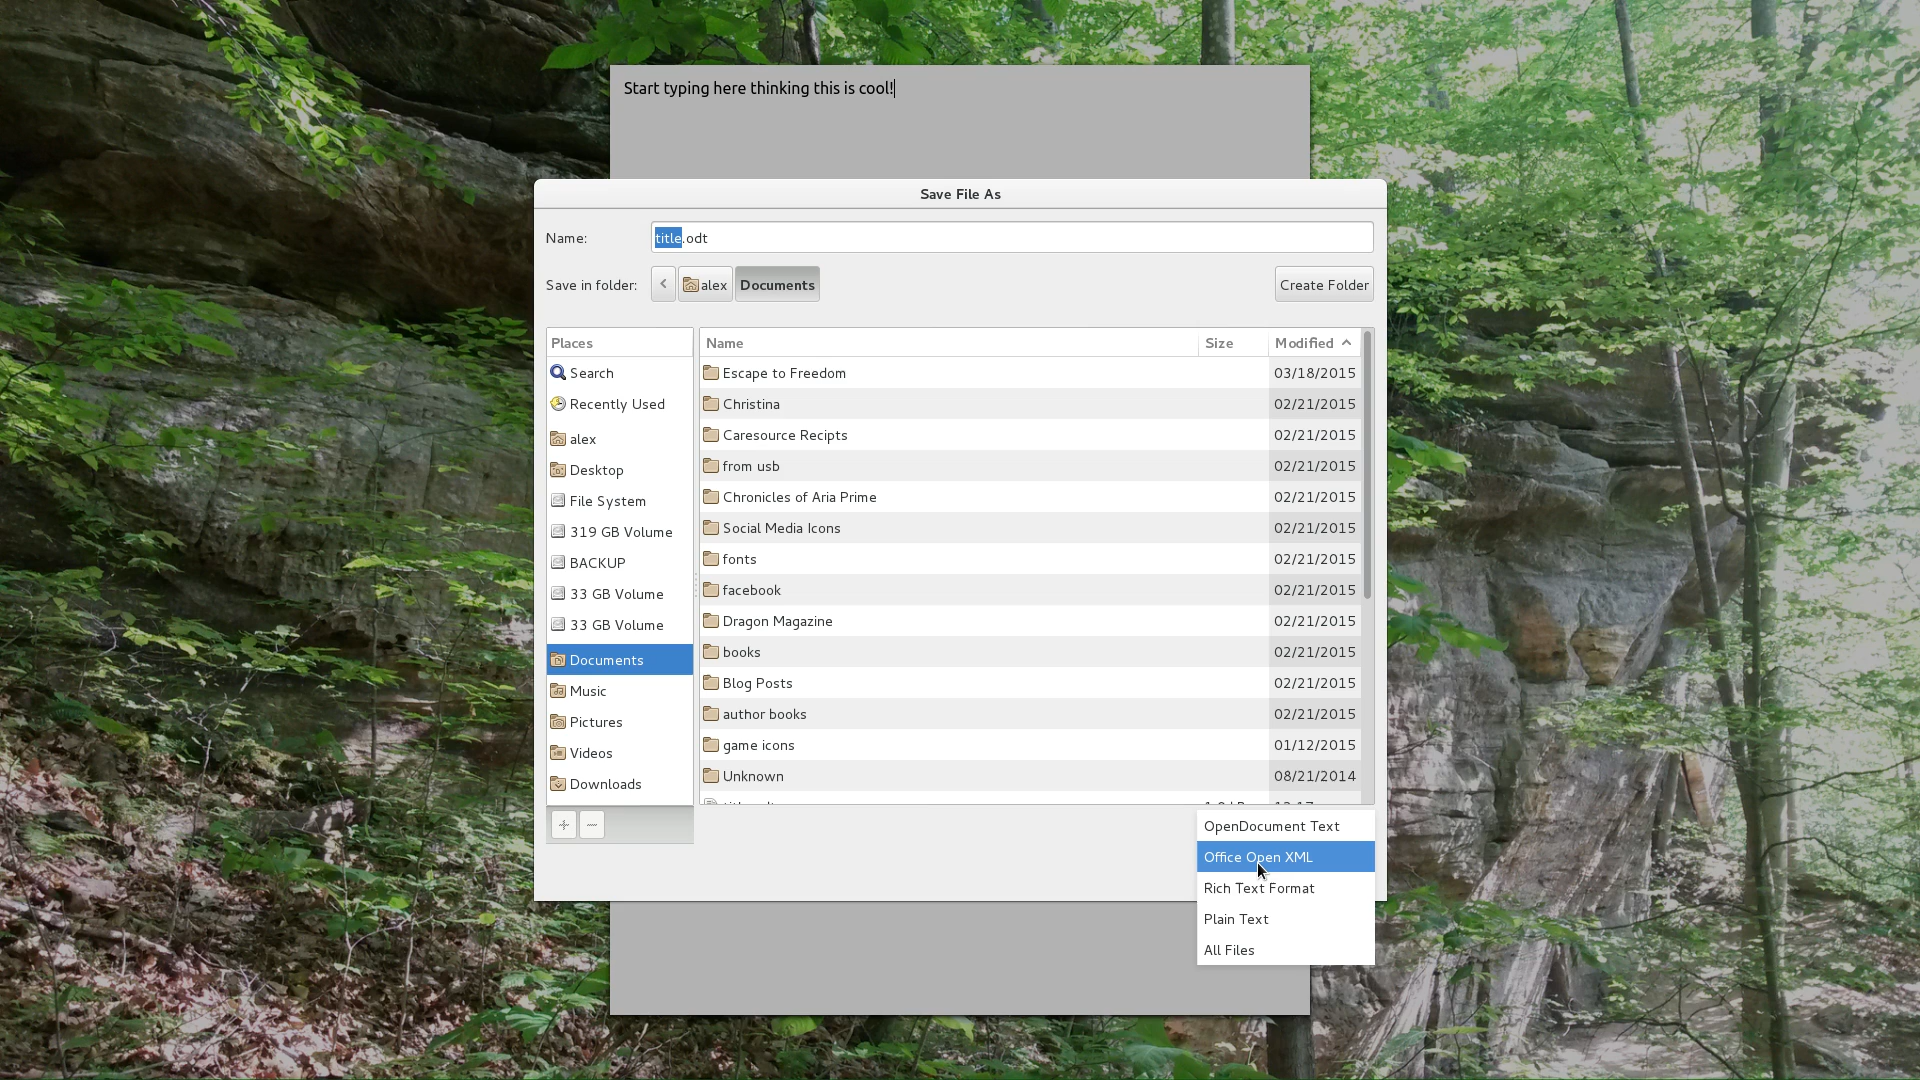 Start typing here thinking this is cool!
Save File As
Name: title.odt
Save in folder: alex Documents Create Folder
Places
Search
Recently Used
alex
Desktop
File System
319 GB Volume
BACKUP
33 GB Volume
33 GB Volume
Documents
Music
Pictures
Videos
Downloads
Name Size Modified
Escape to Freedom 03/18/2015
Christina 02/21/2015
Caresource Recipts 02/21/2015
from usb 02/21/2015
Chronicles of Aria Prime 02/21/2015
Social Media Icons 02/21/2015
fonts 02/21/2015
facebook 02/21/2015
Dragon Magazine 02/21/2015
books 02/21/2015
Blog Posts 02/21/2015
author books 02/21/2015
game icons 01/12/2015
Unknown 08/21/2014
OpenDocument Text
Office Open XML
Rich Text Format
Plain Text
All Files